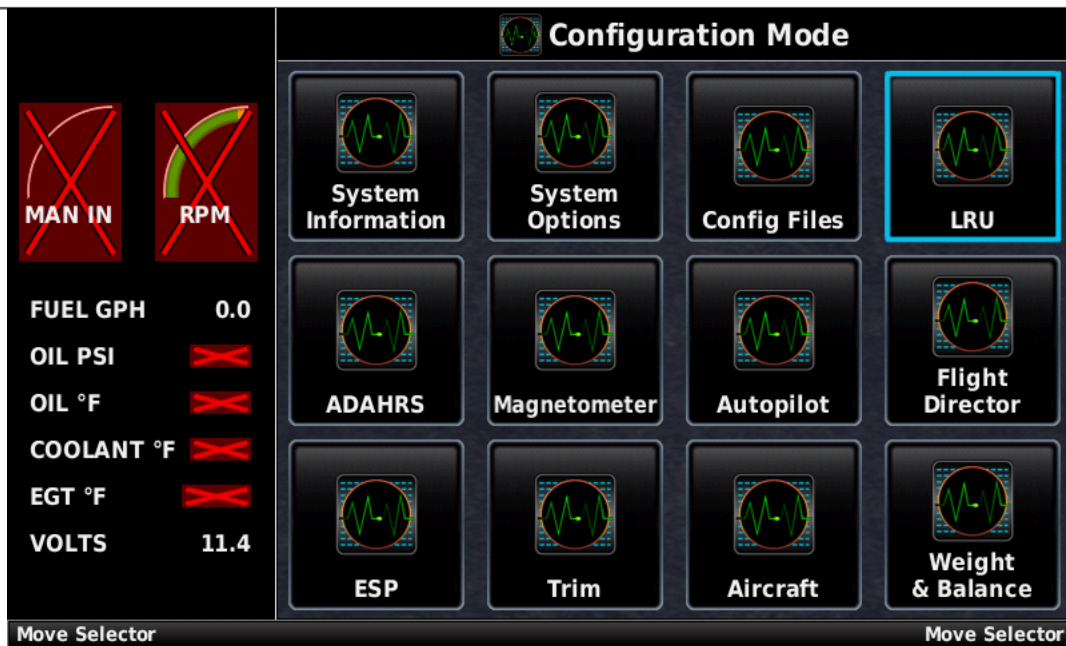 Configuration Mode
MAN IN
RPM
FUEL GPH 0.0
OIL PSI
OIL °F
COOLANT °F
EGT °F
VOLTS 11.4
System
Information
System
Options
Config Files
LRU
ADAHRS
Magnetometer
Autopilot
Flight
Director
ESP
Trim
Aircraft
Weight
& Balance
Move Selector
Move Selector